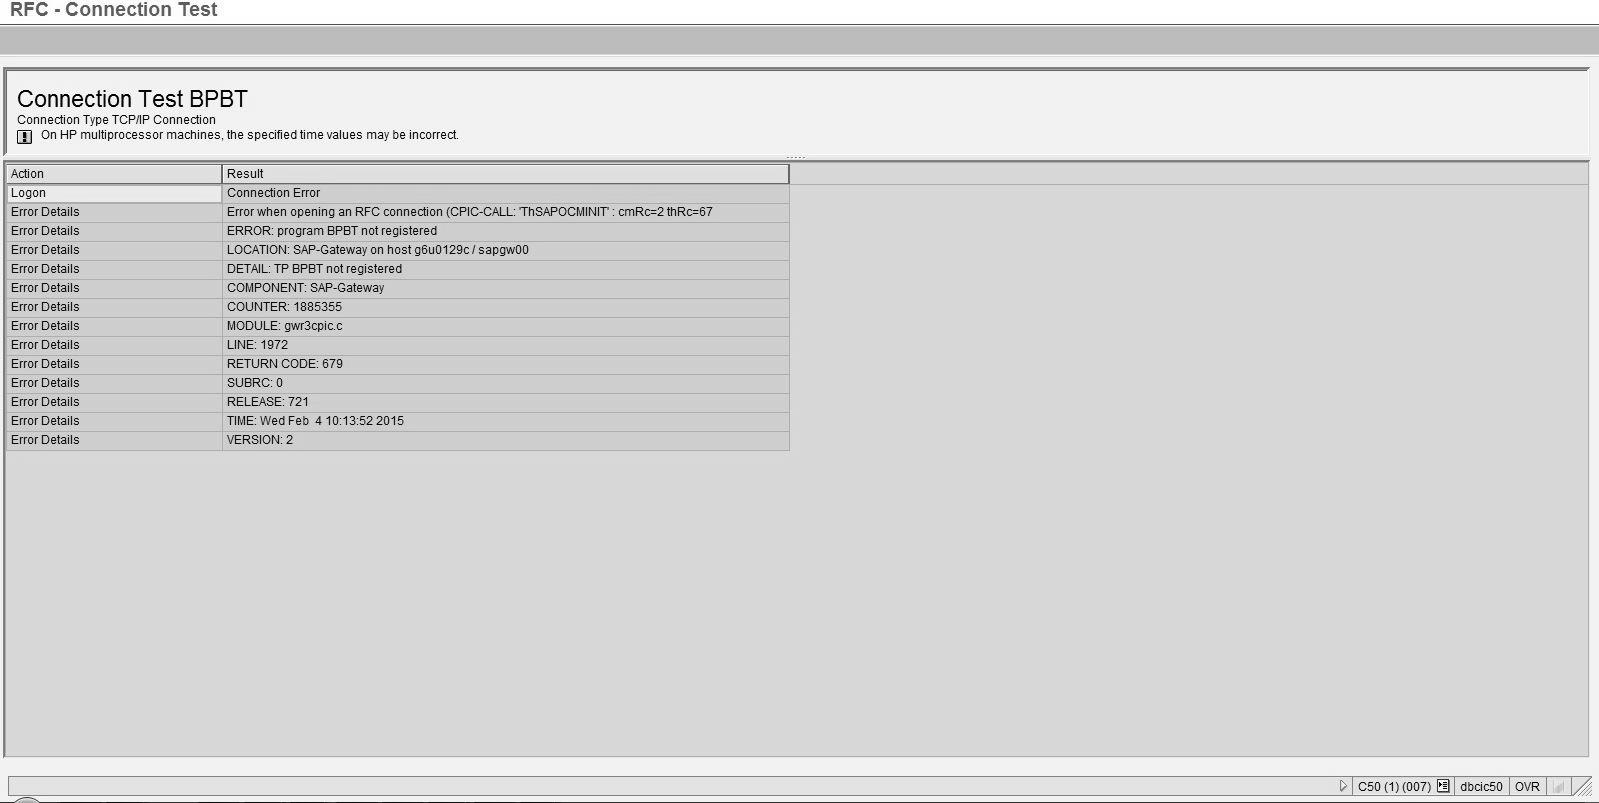 RFC - Connection Test
Connection Test BPBT
Connection Type TCP/IP Connection
On HP multiprocessor machines, the specified time values may be incorrect.
Action Result
Logon Connection Error
Error Details Error when opening an RFC connection (CPIC-CALL: 'ThSAPOCMINIT' : cmRc=2 thRc=67
Error Details ERROR: program BPBT not registered
Error Details LOCATION: SAP-Gateway on host g6u0129c / sapgw00
Error Details DETAIL: TP BPBT not registered
Error Details COMPONENT: SAP-Gateway
Error Details COUNTER: 1885355
Error Details MODULE: gwr3cpic.c
Error Details LINE: 1972
Error Details RETURN CODE: 679
Error Details SUBRC: 0
Error Details RELEASE: 721
Error Details TIME: Wed Feb  4 10:13:52 2015
Error Details VERSION: 2
C50 (1) (007) dbcic50 OVR